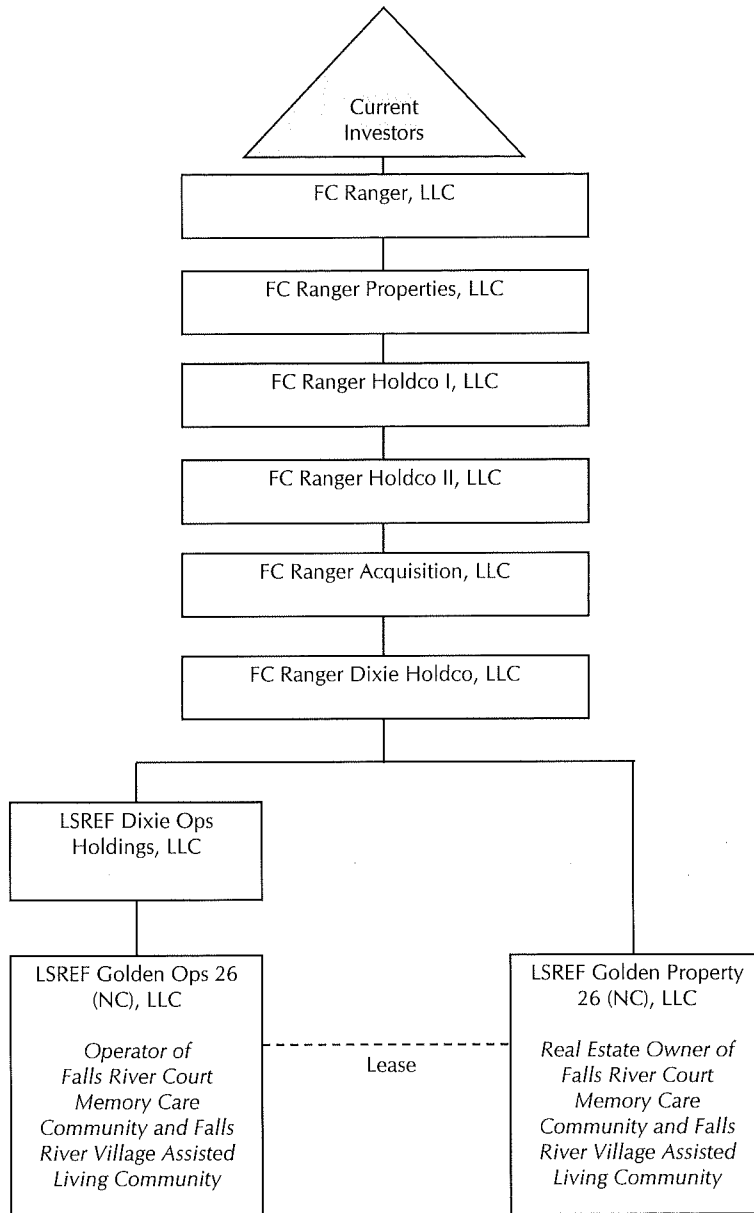 Current
Investors
FC Ranger, LLC
FC Ranger Properties, LLC
FC Ranger Holdco I, LLC
FC Ranger Holdco II, LLC
FC Ranger Acquisition, LLC
FC Ranger Dixie Holdco, LLC
LSREF Dixie Ops
Holdings, LLC
LSREF Golden Ops 26
(NC), LLC
Operator of
Falls River Court
Memory Care
Community and Falls
River Village Assisted
Living Community
Lease
LSREF Golden Property
26 (NC), LLC
Real Estate Owner of
Falls River Court
Memory Care
Community and Falls
River Village Assisted
Living Community